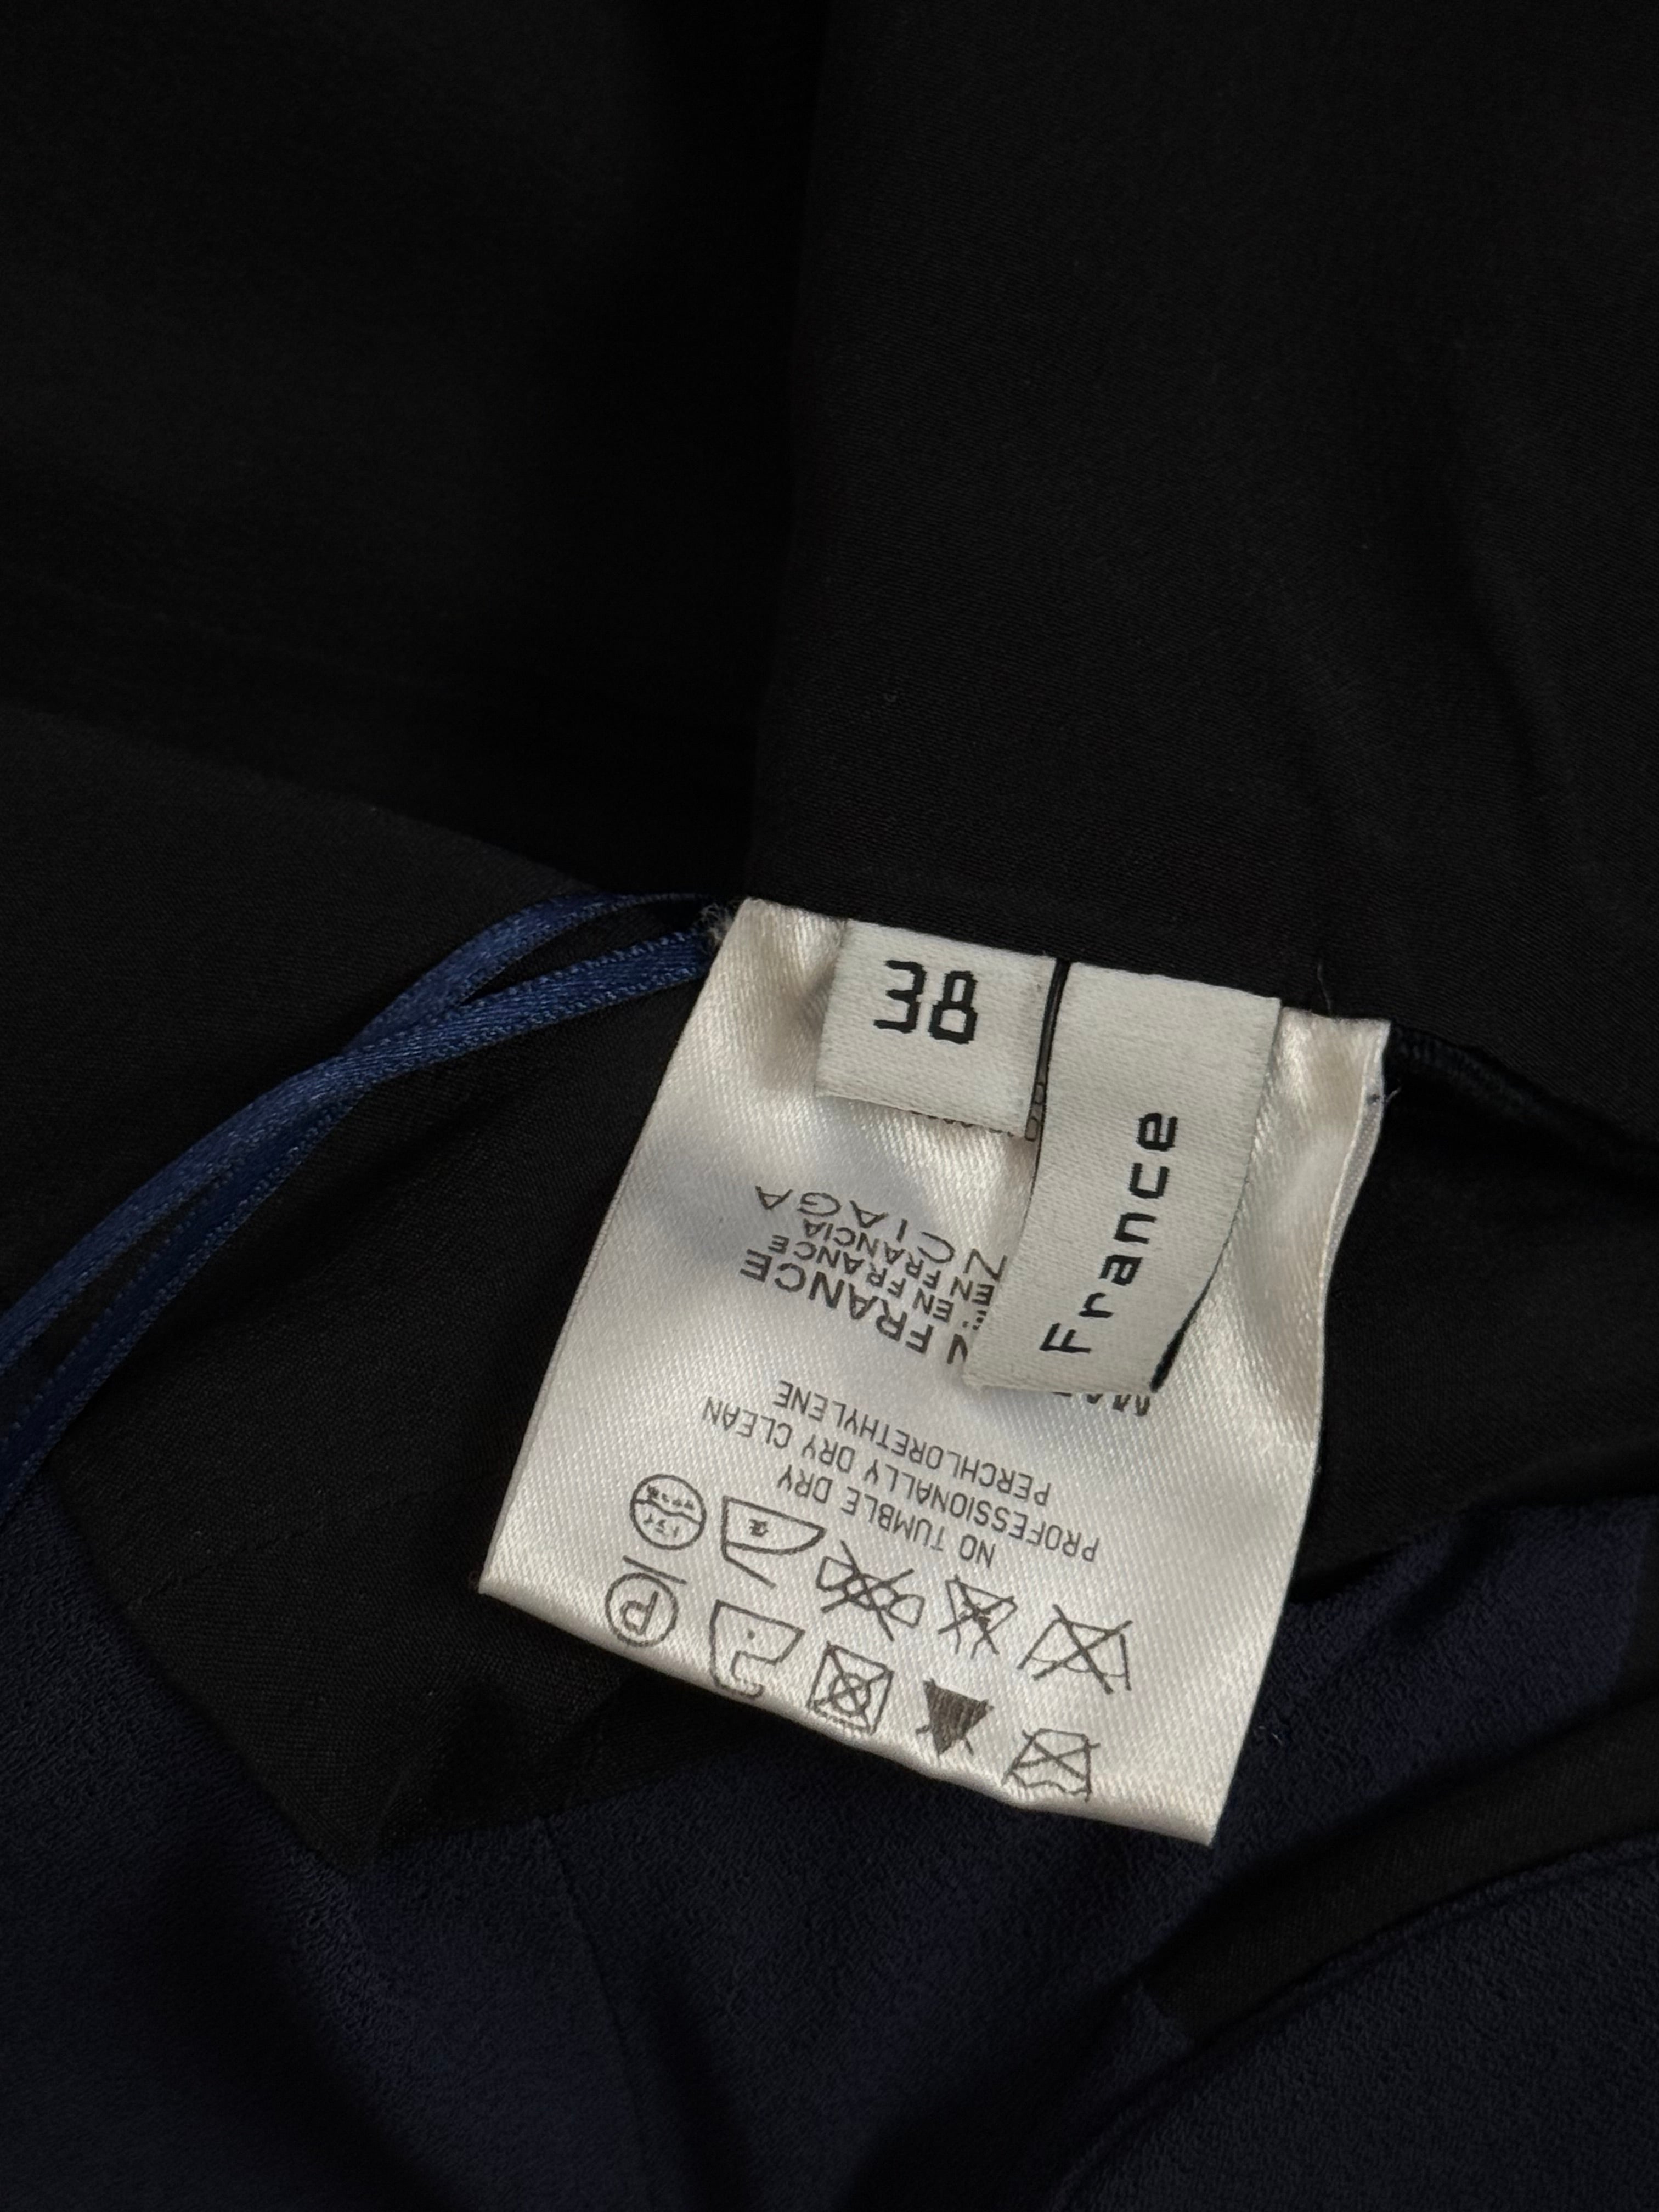 38
France
NO TUMBLE DRY
PROFESSIONALLY DRY CLEAN
PERCHLORETHYLENE
N FRANCE
EN FRANCE
EN FRANCIA
NCIAGA
P